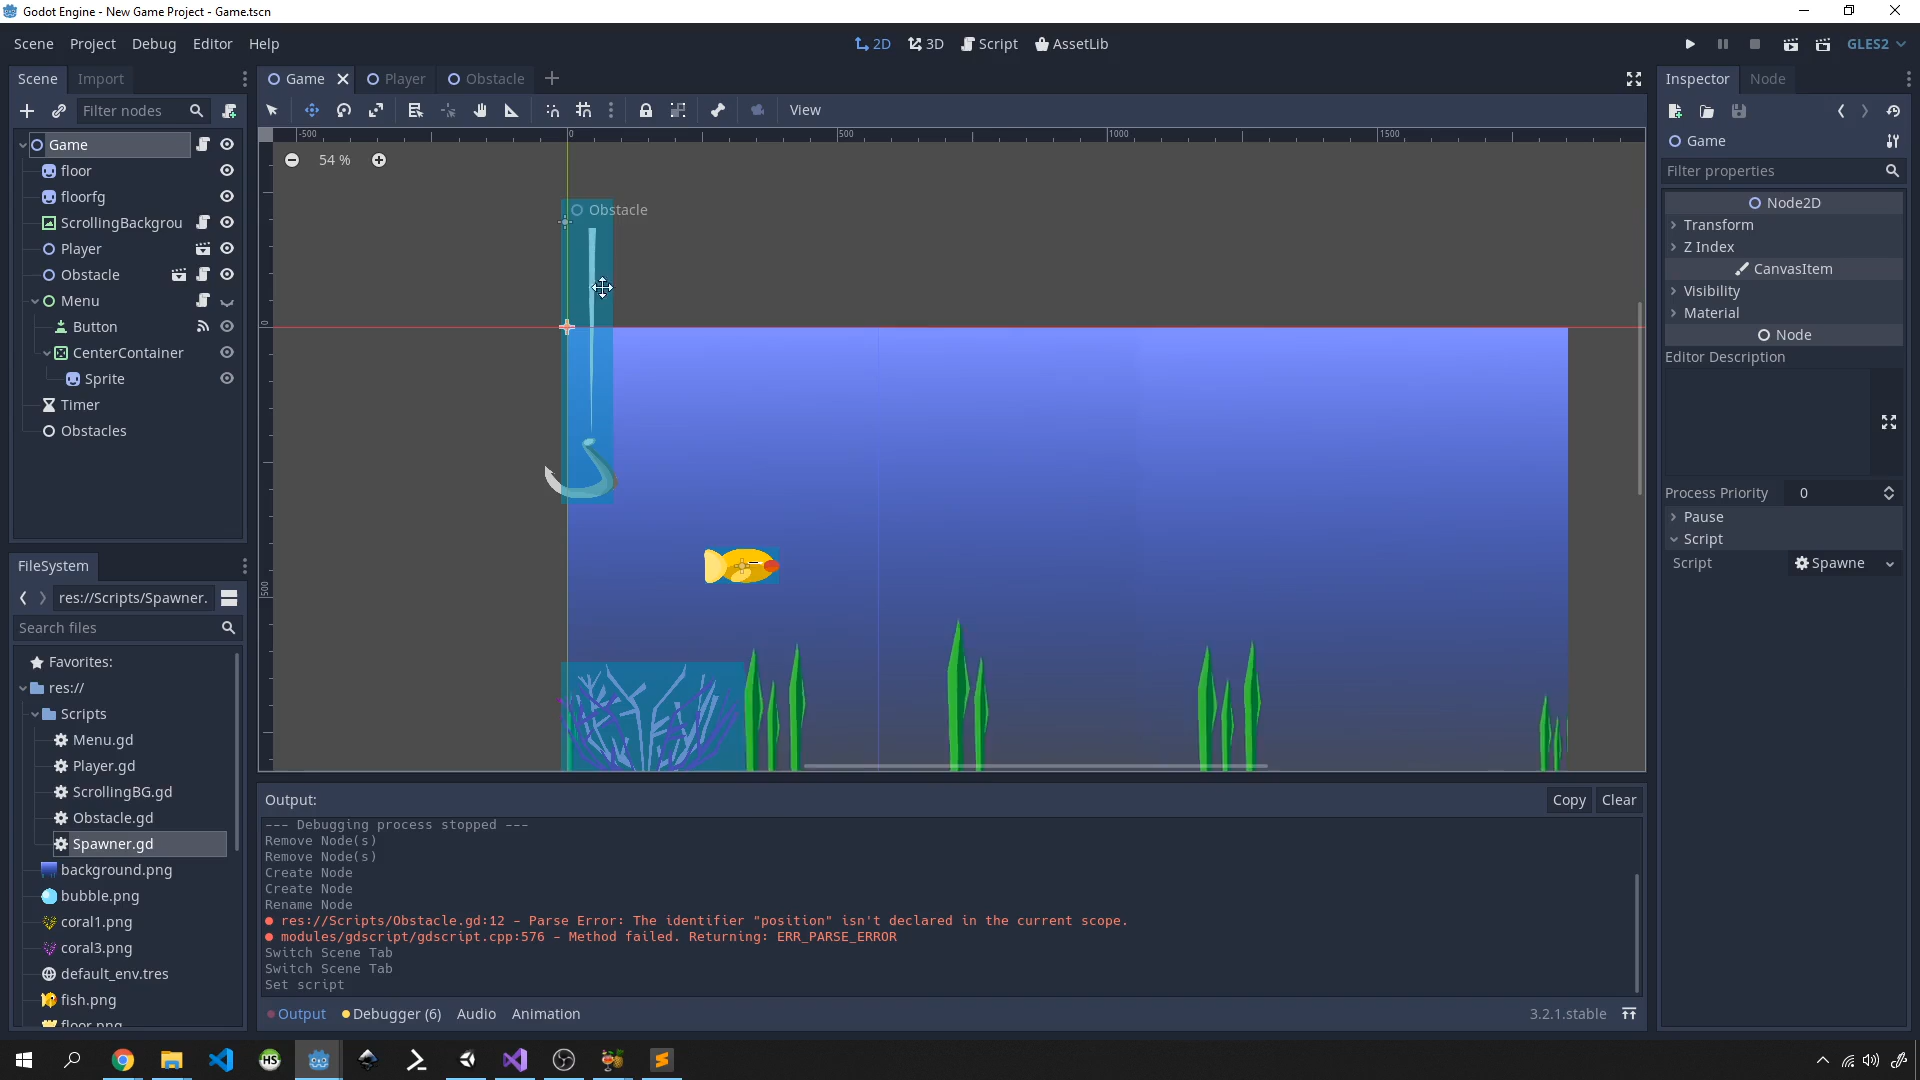 Godot Engine - New Game Project - Game.tscn
Scene Project Debug Editor Help
2D 3D Script AssetLib
GLES2
Scene Import
Filter nodes
Game
floor
floorfg
ScrollingBackgrou
Player
Obstacle
Menu
Button
CenterContainer
Sprite
Timer
Obstacles
FileSystem
res://Scripts/Spawner.
Search files
Favorites:
res://
Scripts
Menu.gd
Player.gd
ScrollingBG.gd
Obstacle.gd
Spawner.gd
background.png
bubble.png
coral1.png
coral3.png
default_env.tres
fish.png
floor.png
Game Player Obstacle
View
-500 0 500 1000 1500
54 %
0
500
Obstacle
Output:
Copy Clear
--- Debugging process stopped ---
Remove Node(s)
Remove Node(s)
Create Node
Create Node
Rename Node
res://Scripts/Obstacle.gd:12 - Parse Error: The identifier "position" isn't declared in the current scope.
modules/gdscript/gdscript.cpp:576 - Method failed. Returning: ERR_PARSE_ERROR
Switch Scene Tab
Switch Scene Tab
Set script
Output Debugger (6) Audio Animation
3.2.1.stable
Inspector Node
Game
Filter properties
Node2D
Transform
Z Index
CanvasItem
Visibility
Material
Node
Editor Description
Process Priority 0
Pause
Script
Script Spawne
HS